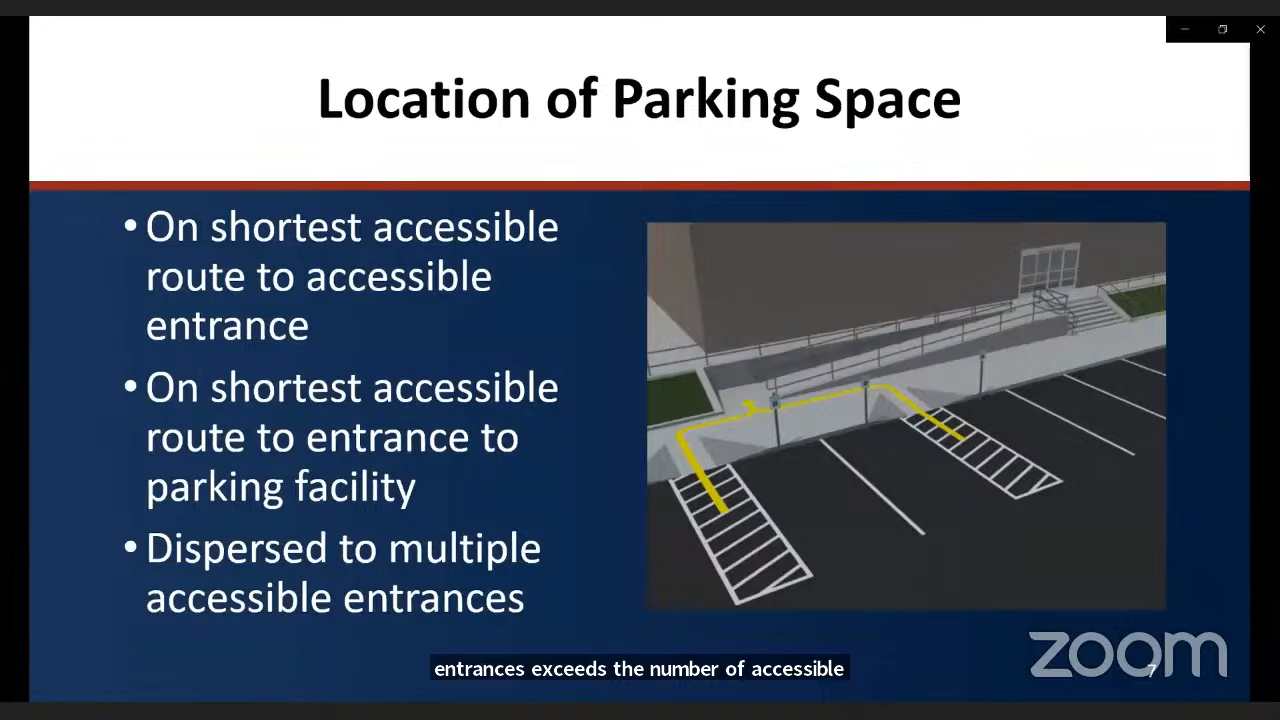 Location of Parking Space
• On shortest accessible
route to accessible
entrance
• On shortest accessible
route to entrance to
parking facility
• Dispersed to multiple
accessible entrances
entrances exceeds the number of accessible
zoom
7